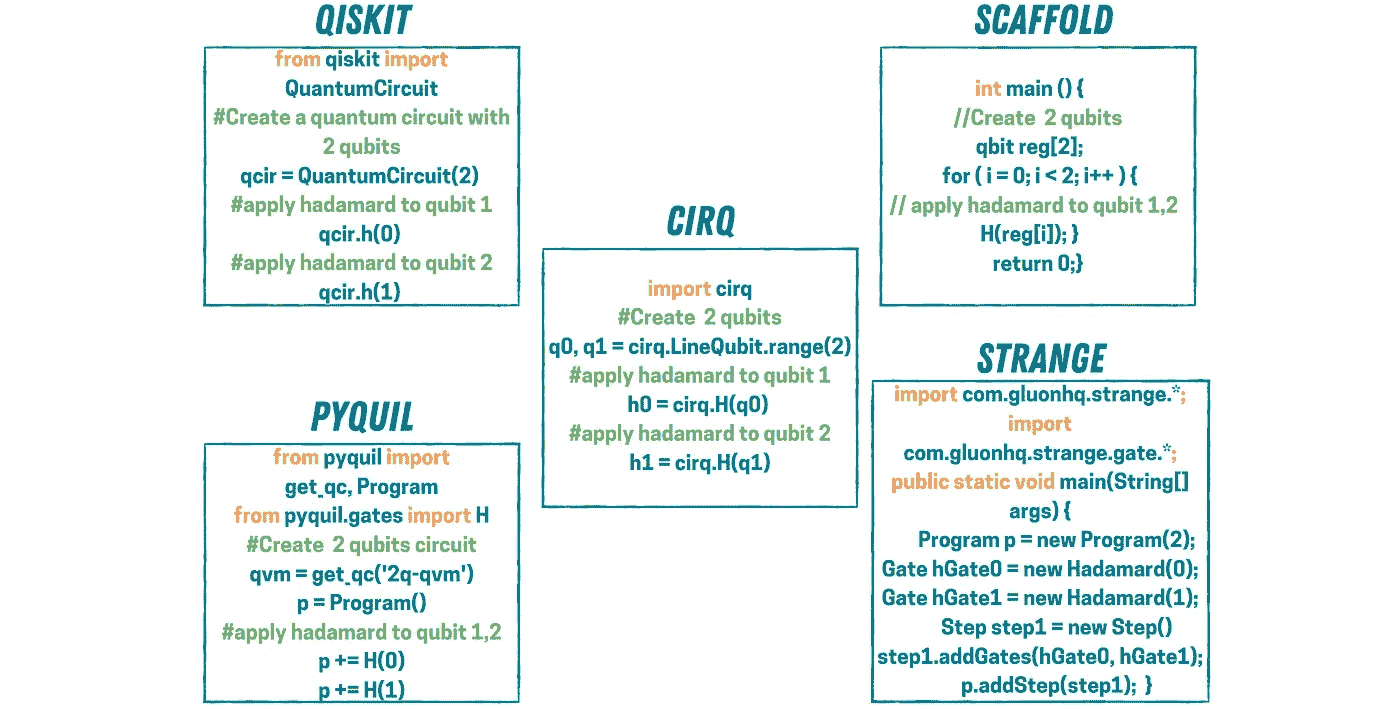 QISKIT
from qiskit import
QuantumCircuit
#Create a quantum circuit with
2 qubits
qcir = QuantumCircuit(2)
#apply hadamard to qubit 1
qcir.h(0)
#apply hadamard to qubit 2
qcir.h(1)
PYQUIL
from pyquil import
get_qc, Program
from pyquil.gates import H
#Create 2 qubits circuit
qvm = get_qc('2q-qvm')
p = Program()
#apply hadamard to qubit 1,2
p += H(0)
p += H(1)
CIRQ
import cirq
#Create 2 qubits
q0, q1 = cirq.LineQubit.range(2)
#apply hadamard to qubit 1
h0 = cirq.H(q0)
#apply hadamard to qubit 2
h1 = cirq.H(q1)
SCAFFOLD
int main () {
//Create 2 qubits
qbit reg[2];
for ( i = 0; i < 2; i++ ) {
// apply hadamard to qubit 1,2
H(reg[i]); }
return 0;}
STRANGE
import com.gluonhq.strange.*;
import
com.gluonhq.strange.gate.*;
public static void main(String[]
args) {
Program p = new Program(2);
Gate hGate0 = new Hadamard(0);
Gate hGate1 = new Hadamard(1);
Step step1 = new Step()
step1.addGates(hGate0, hGate1);
p.addStep(step1); }